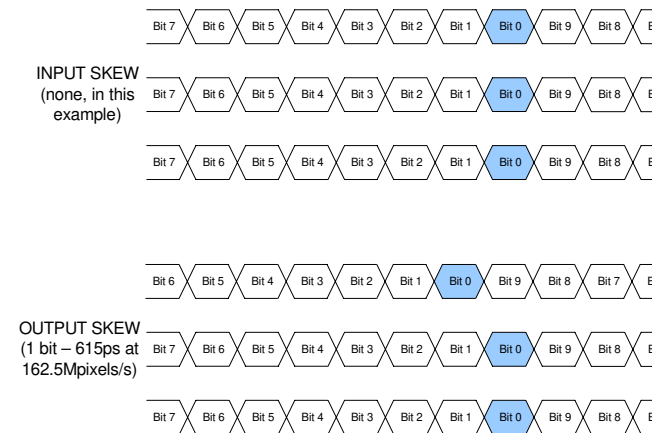 Bit 7 Bit 6 Bit 5 Bit 4 Bit 3 Bit 2 Bit 1 Bit 0 Bit 9 Bit 8
INPUT SKEW
(none, in this
example)
Bit 7 Bit 6 Bit 5 Bit 4 Bit 3 Bit 2 Bit 1 Bit 0 Bit 9 Bit 8
Bit 7 Bit 6 Bit 5 Bit 4 Bit 3 Bit 2 Bit 1 Bit 0 Bit 9 Bit 8
Bit 6 Bit 5 Bit 4 Bit 3 Bit 2 Bit 1 Bit 0 Bit 9 Bit 8 Bit 7
OUTPUT SKEW
(1 bit – 615ps at
162.5Mpixels/s)
Bit 7 Bit 6 Bit 5 Bit 4 Bit 3 Bit 2 Bit 1 Bit 0 Bit 9 Bit 8
Bit 7 Bit 6 Bit 5 Bit 4 Bit 3 Bit 2 Bit 1 Bit 0 Bit 9 Bit 8